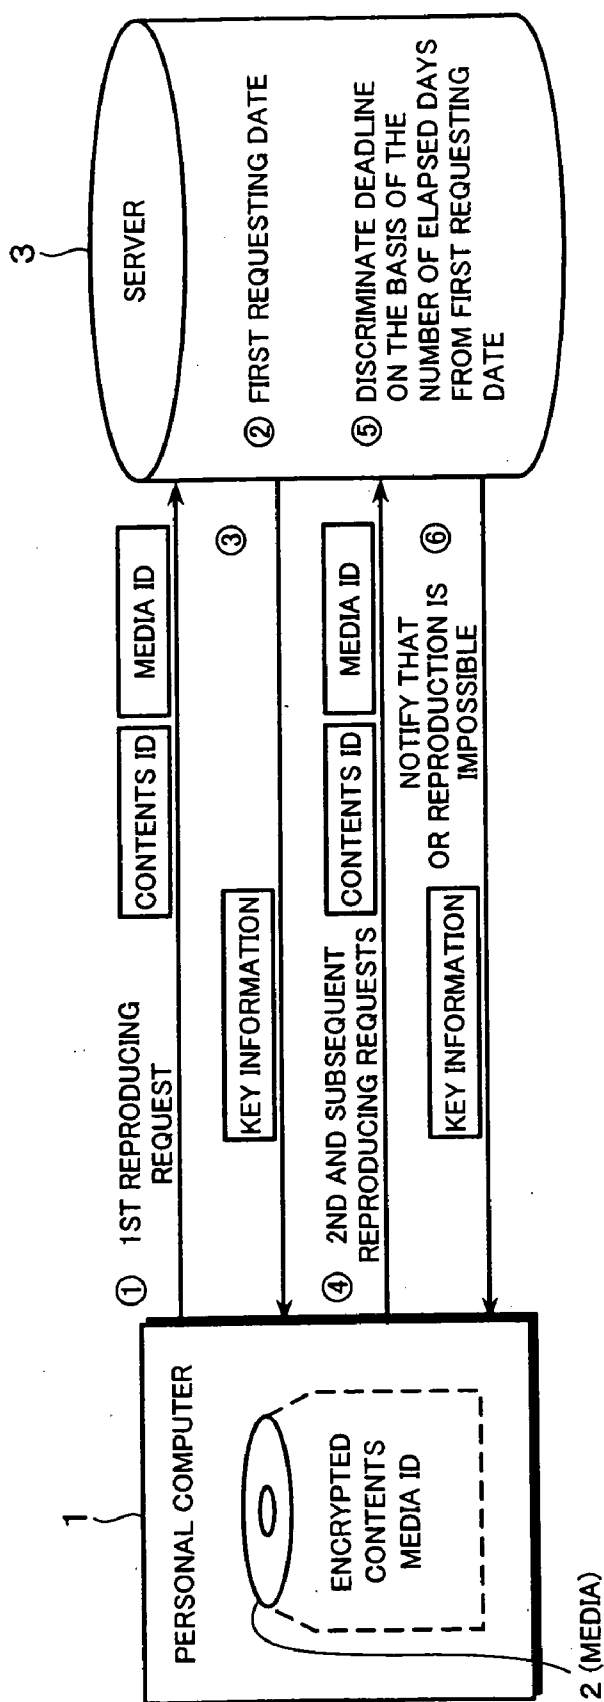 1
PERSONAL COMPUTER
ENCRYPTED
CONTENTS
MEDIA ID
2 (MEDIA)
① 1ST REPRODUCING
REQUEST
CONTENTS ID
MEDIA ID
KEY INFORMATION
③
④ 2ND AND SUBSEQUENT
REPRODUCING REQUESTS
CONTENTS ID
MEDIA ID
KEY INFORMATION
NOTIFY THAT
OR REPRODUCTION IS
IMPOSSIBLE
⑥
3
SERVER
② FIRST REQUESTING DATE
⑤ DISCRIMINATE DEADLINE
ON THE BASIS OF THE
NUMBER OF ELAPSED DAYS
FROM FIRST REQUESTING
DATE